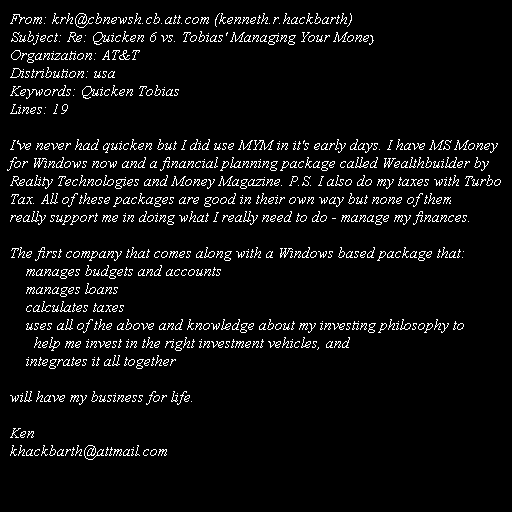 From: krh@cbnewsh.cb.att.com (kenneth.r.hackbarth)
Subject: Re: Quicken 6 vs. Tobias' Managing Your Money
Organization: AT&T
Distribution: usa
Keywords: Quicken Tobias
Lines: 19

I've never had quicken but I did use MYM in it's early days. I have MS Money
for Windows now and a financial planning package called Wealthbuilder by
Reality Technologies and Money Magazine. P.S. I also do my taxes with Turbo
Tax. All of these packages are good in their own way but none of them
really support me in doing what I really need to do - manage my finances.

The first company that comes along with a Windows based package that:
manages budgets and accounts
manages loans
calculates taxes
uses all of the above and knowledge about my investing philosophy to
help me invest in the right investment vehicles, and
integrates it all together

will have my business for life.

Ken
khackbarth@attmail.com